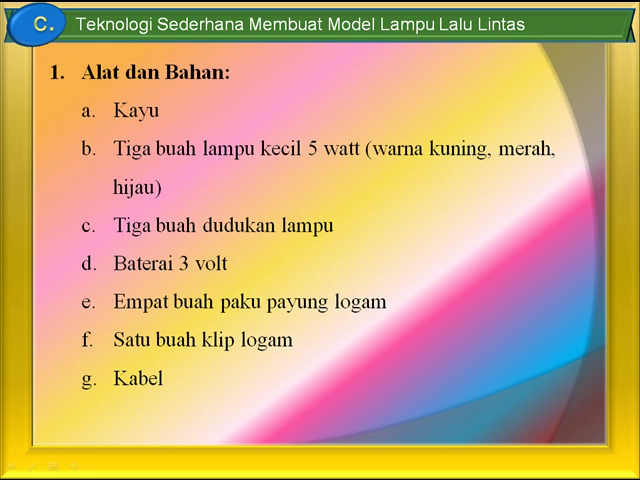 C. Teknologi Sederhana Membuat Model Lampu Lalu Lintas
1. Alat dan Bahan:
a. Kayu
b. Tiga buah lampu kecil 5 watt (warna kuning, merah,
hijau)
c. Tiga buah dudukan lampu
d. Baterai 3 volt
e. Empat buah paku payung logam
f. Satu buah klip logam
g. Kabel